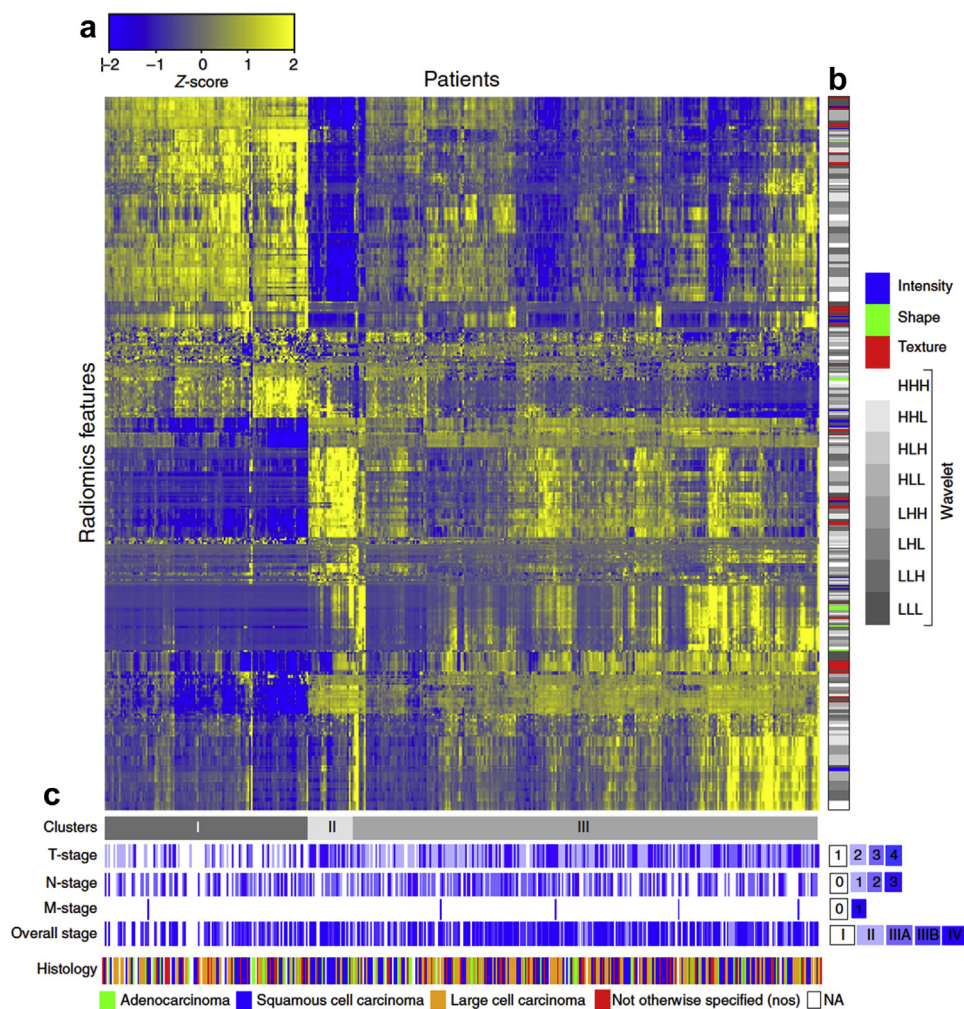 a
-2 -1 0 1 2
Z-score
Patients
b
Radiomics features
Intensity
Shape
Texture
HHH
HHL
HLH
HLL
LHH
LHL
LLH
LLL
Wavelet
c
Clusters I II III
T-stage 1 2 3 4
N-stage 0 1 2 3
M-stage 0 1
Overall stage I II IIIA IIIB IV
Histology
Adenocarcinoma Squamous cell carcinoma Large cell carcinoma Not otherwise specified (nos) NA